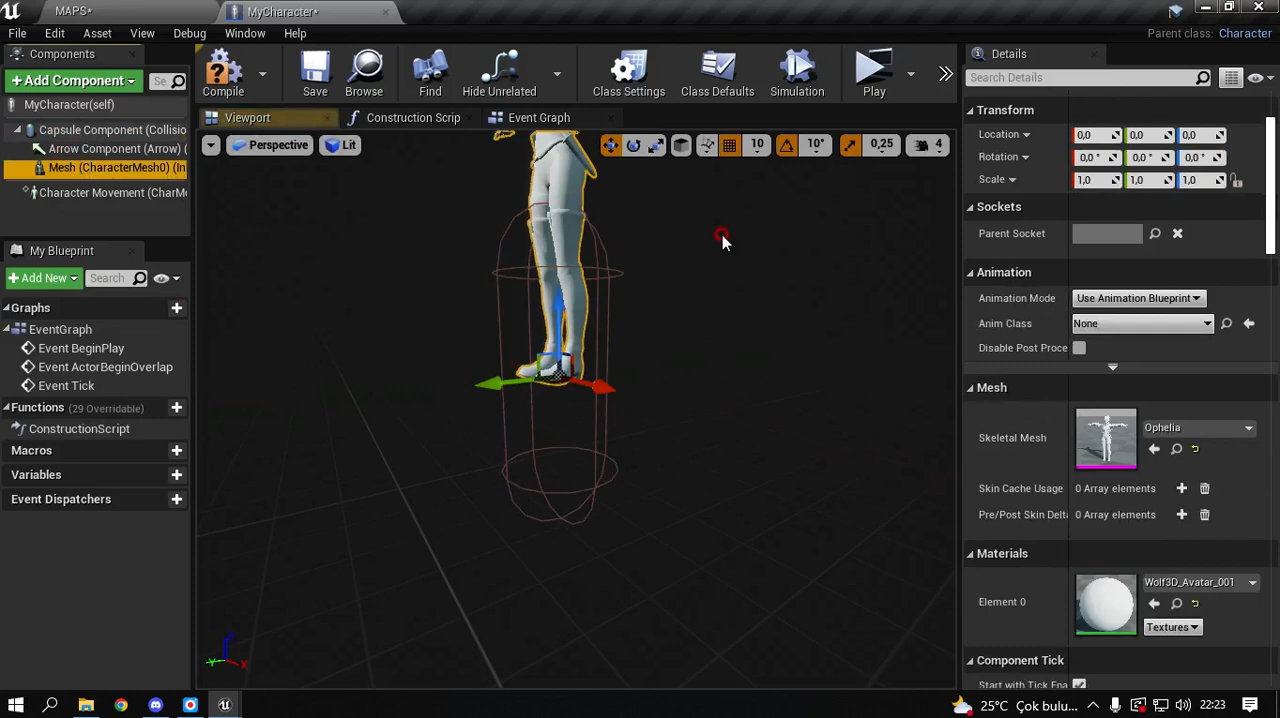 MAPS*
MyCharacter*
File Edit Asset View Debug Window Help
Parent class: Character
Components
Add Component
Se
MyCharacter(self)
Capsule Component (Collisio
Arrow Component (Arrow) (In
Mesh (CharacterMesh0) (In
Character Movement (CharMo
My Blueprint
Add New
Search
Graphs
EventGraph
Event BeginPlay
Event ActorBeginOverlap
Event Tick
Functions (29 Overridable)
ConstructionScript
Macros
Variables
Event Dispatchers
Compile
Save
Browse
Find
Hide Unrelated
Class Settings
Class Defaults
Simulation
Play
Viewport
Construction Scrip
Event Graph
Perspective
Lit
10
10°
0,25
4
Details
Search Details
Transform
Location 0,0 0,0 0,0
Rotation 0,0 ° 0,0 ° 0,0 °
Scale 1,0 1,0 1,0
Sockets
Parent Socket
Animation
Animation Mode Use Animation Blueprint
Anim Class None
Disable Post Proce
Mesh
Skeletal Mesh Ophelia
Skin Cache Usage 0 Array elements
Pre/Post Skin Delta 0 Array elements
Materials
Element 0 Wolf3D_Avatar_001
Textures
Component Tick
Start with Tick Ena
Z
Y
X
25°C Çok bulu... 22:23